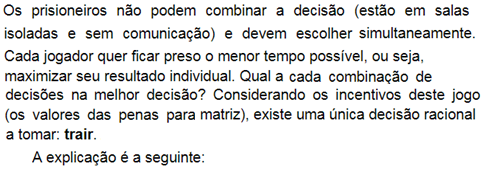 Os prisioneiros não podem combinar a decisão (estão em salas
isoladas e sem comunicação) e devem escolher simultaneamente.
Cada jogador quer ficar preso o menor tempo possível, ou seja,
maximizar seu resultado individual. Qual a cada combinação de
decisões na melhor decisão? Considerando os incentivos deste jogo
(os valores das penas para matriz), existe uma única decisão racional
a tomar: trair.
A explicação é a seguinte: